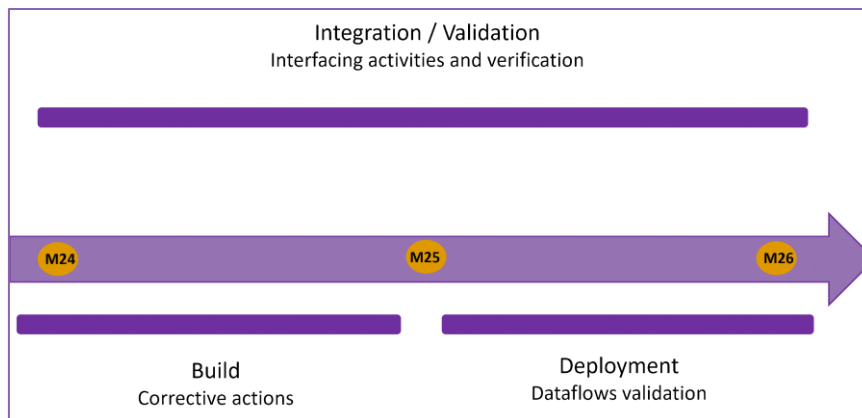 Integration / Validation
Interfacing activities and verification
M24
M25
M26
Build
Corrective actions
Deployment
Dataflows validation